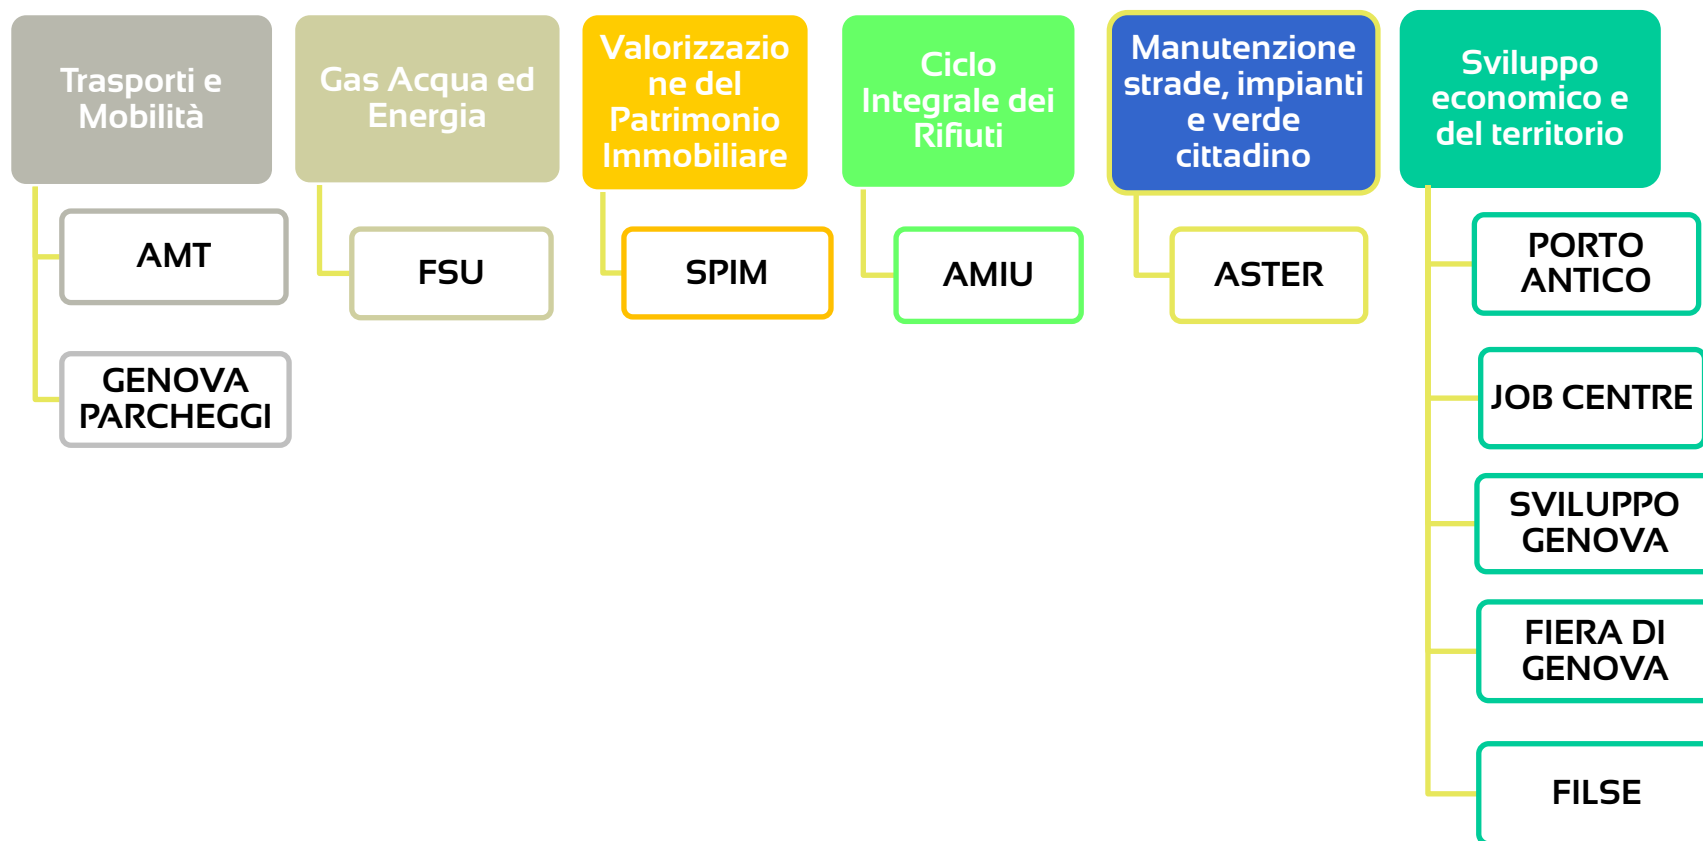 Trasporti e
Mobilità
AMT
GENOVA
PARCHEGGI
Gas Acqua ed
Energia
FSU
Valorizzazio
ne del
Patrimonio
Immobiliare
SPIM
Ciclo
Integrale dei
Rifiuti
AMIU
Manutenzione
strade, impianti
e verde
cittadino
ASTER
Sviluppo
economico e
del territorio
PORTO
ANTICO
JOB CENTRE
SVILUPPO
GENOVA
FIERA DI
GENOVA
FILSE